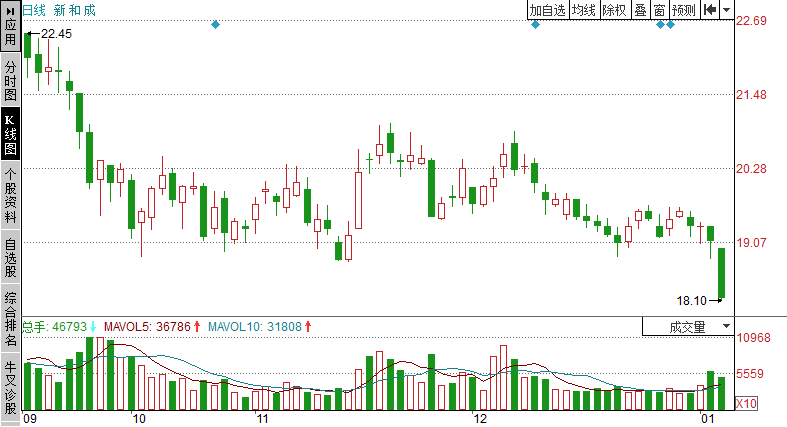 应用
分时图
K线图
个股资料
自选股
综合排名
牛叉诊股
日线 新和成
加自选 均线 除权 叠 窗 预测
22.69
22.45
21.48
20.28
19.07
18.10
总手: 46793 MAVOL5: 36786 MAVOL10: 31808
成交量
10968
5559
X10
09 10 11 12 01